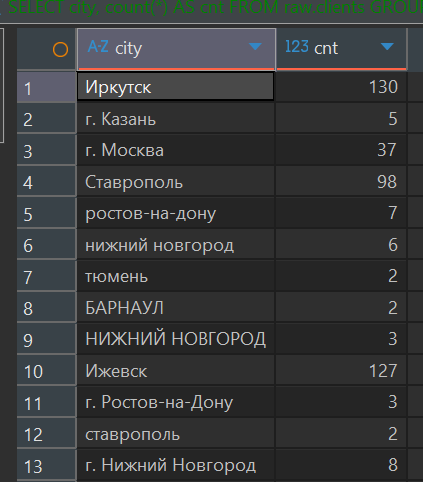 SELECT city, count(*) AS cnt FROM raw.clients GROU
city cnt
1 Иркутск 130
2 г. Казань 5
3 г. Москва 37
4 Ставрополь 98
5 ростов-на-дону 7
6 нижний новгород 6
7 тюмень 2
8 БАРНАУЛ 2
9 НИЖНИЙ НОВГОРОД 3
10 Ижевск 127
11 г. Ростов-на-Дону 3
12 ставрополь 2
13 г. Нижний Новгород 8